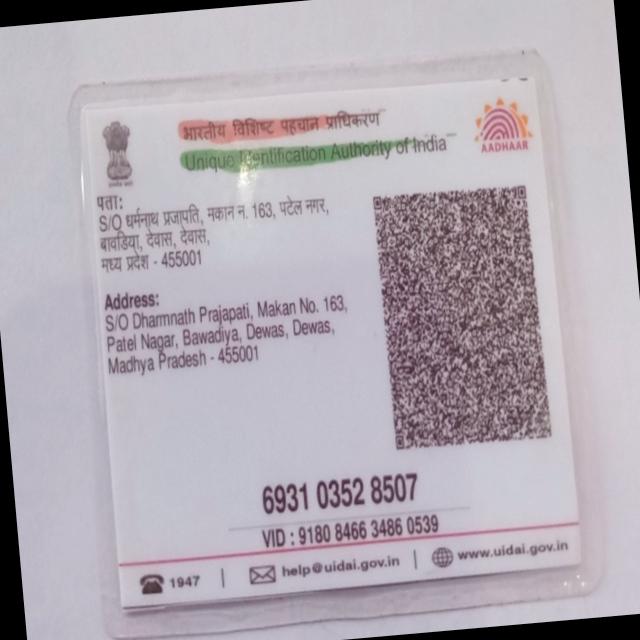 भारतीय विशिष्ट पहचान प्राधिकरण
Unique Identification Authority of India
AADHAAR
पता:
S/O धर्मनाथ प्रजापति, मकान न. 163, पटेल नगर,
बावडिया, देवास, देवास,
मध्य प्रदेश - 455001
Address:
S/O Dharmnath Prajapati, Makan No. 163,
Patel Nagar, Bawadiya, Dewas, Dewas,
Madhya Pradesh - 455001
6931 0352 8507
VID : 9180 8466 3486 0539
1947 | help@uidai.gov.in | www.uidai.gov.in